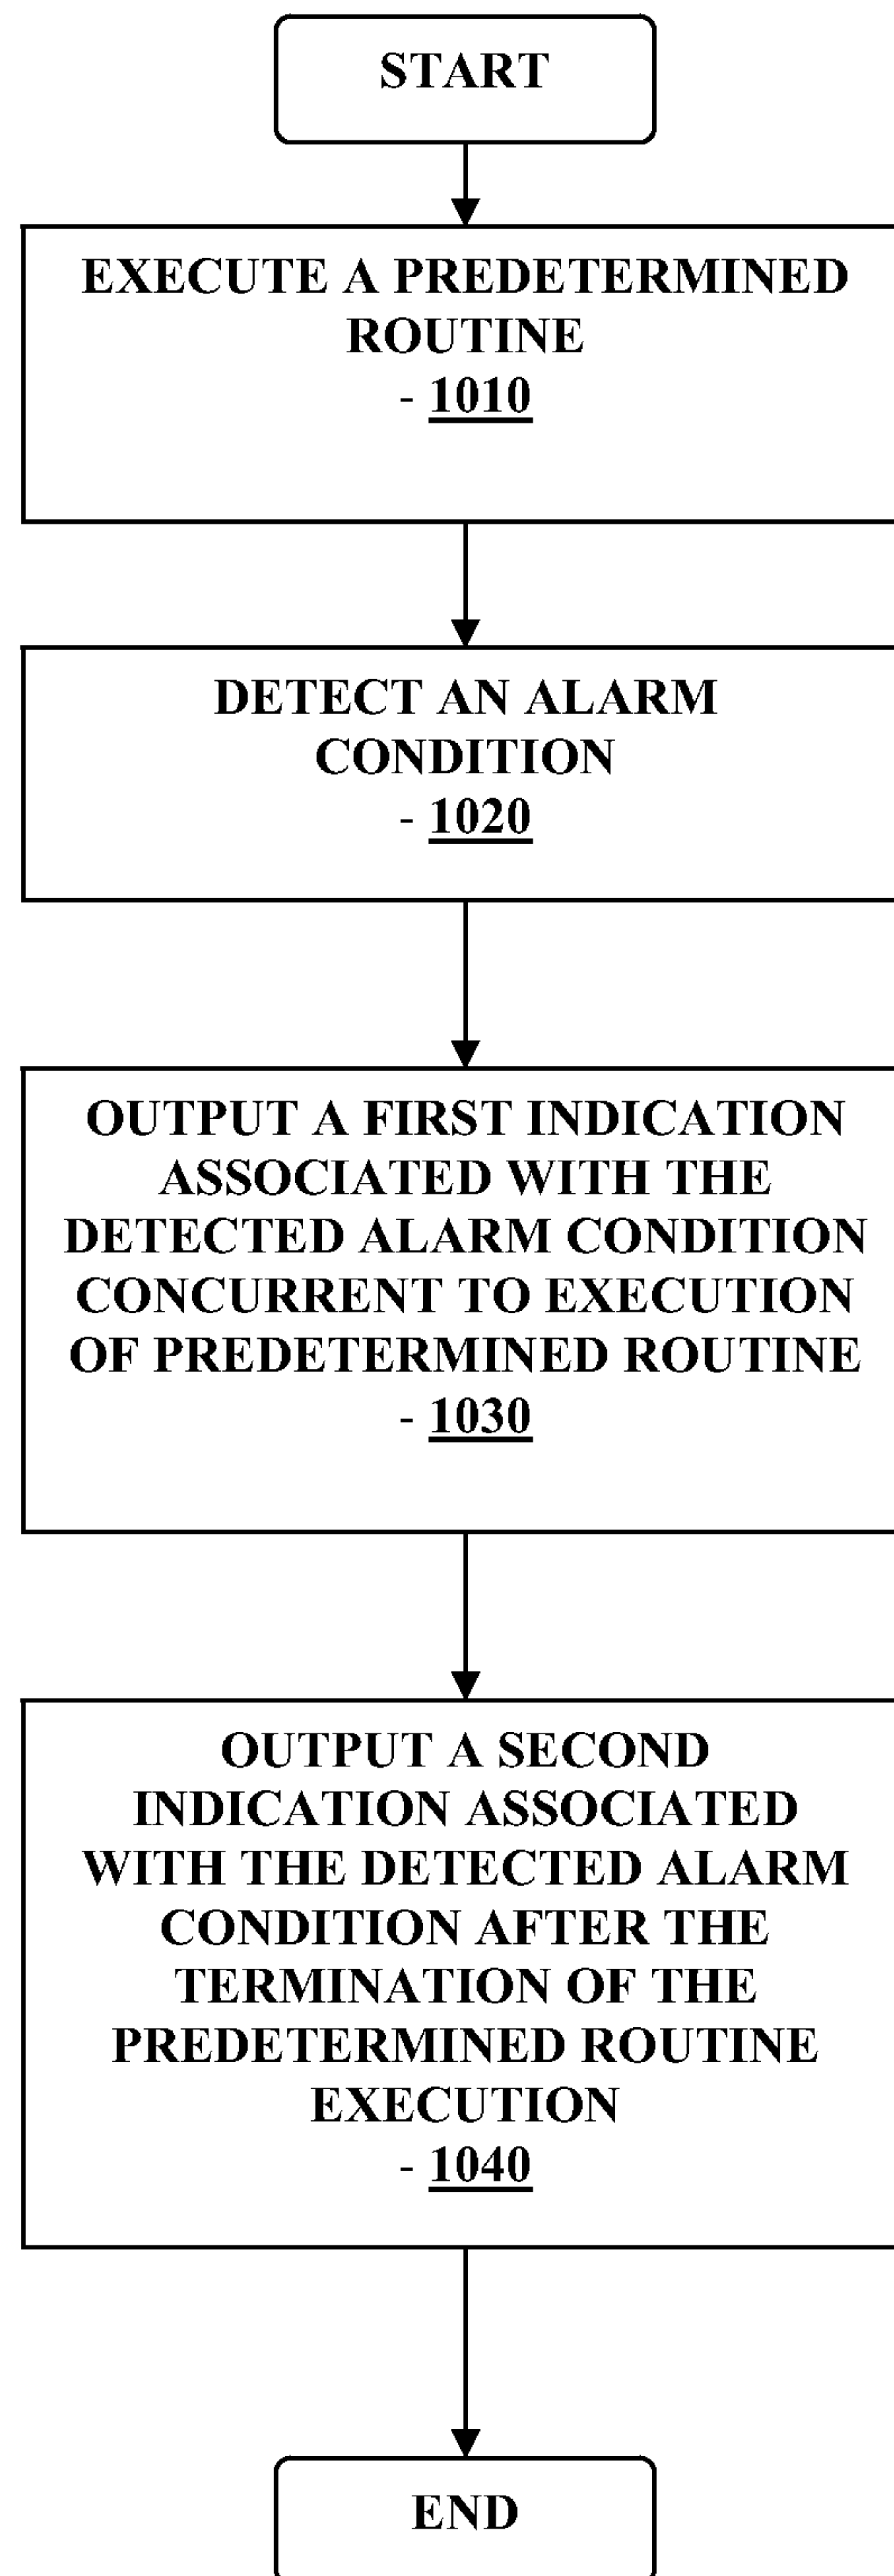 START
EXECUTE A PREDETERMINED
ROUTINE
- 1010
DETECT AN ALARM
CONDITION
- 1020
OUTPUT A FIRST INDICATION
ASSOCIATED WITH THE
DETECTED ALARM CONDITION
CONCURRENT TO EXECUTION
OF PREDETERMINED ROUTINE
- 1030
OUTPUT A SECOND
INDICATION ASSOCIATED
WITH THE DETECTED ALARM
CONDITION AFTER THE
TERMINATION OF THE
PREDETERMINED ROUTINE
EXECUTION
- 1040
END